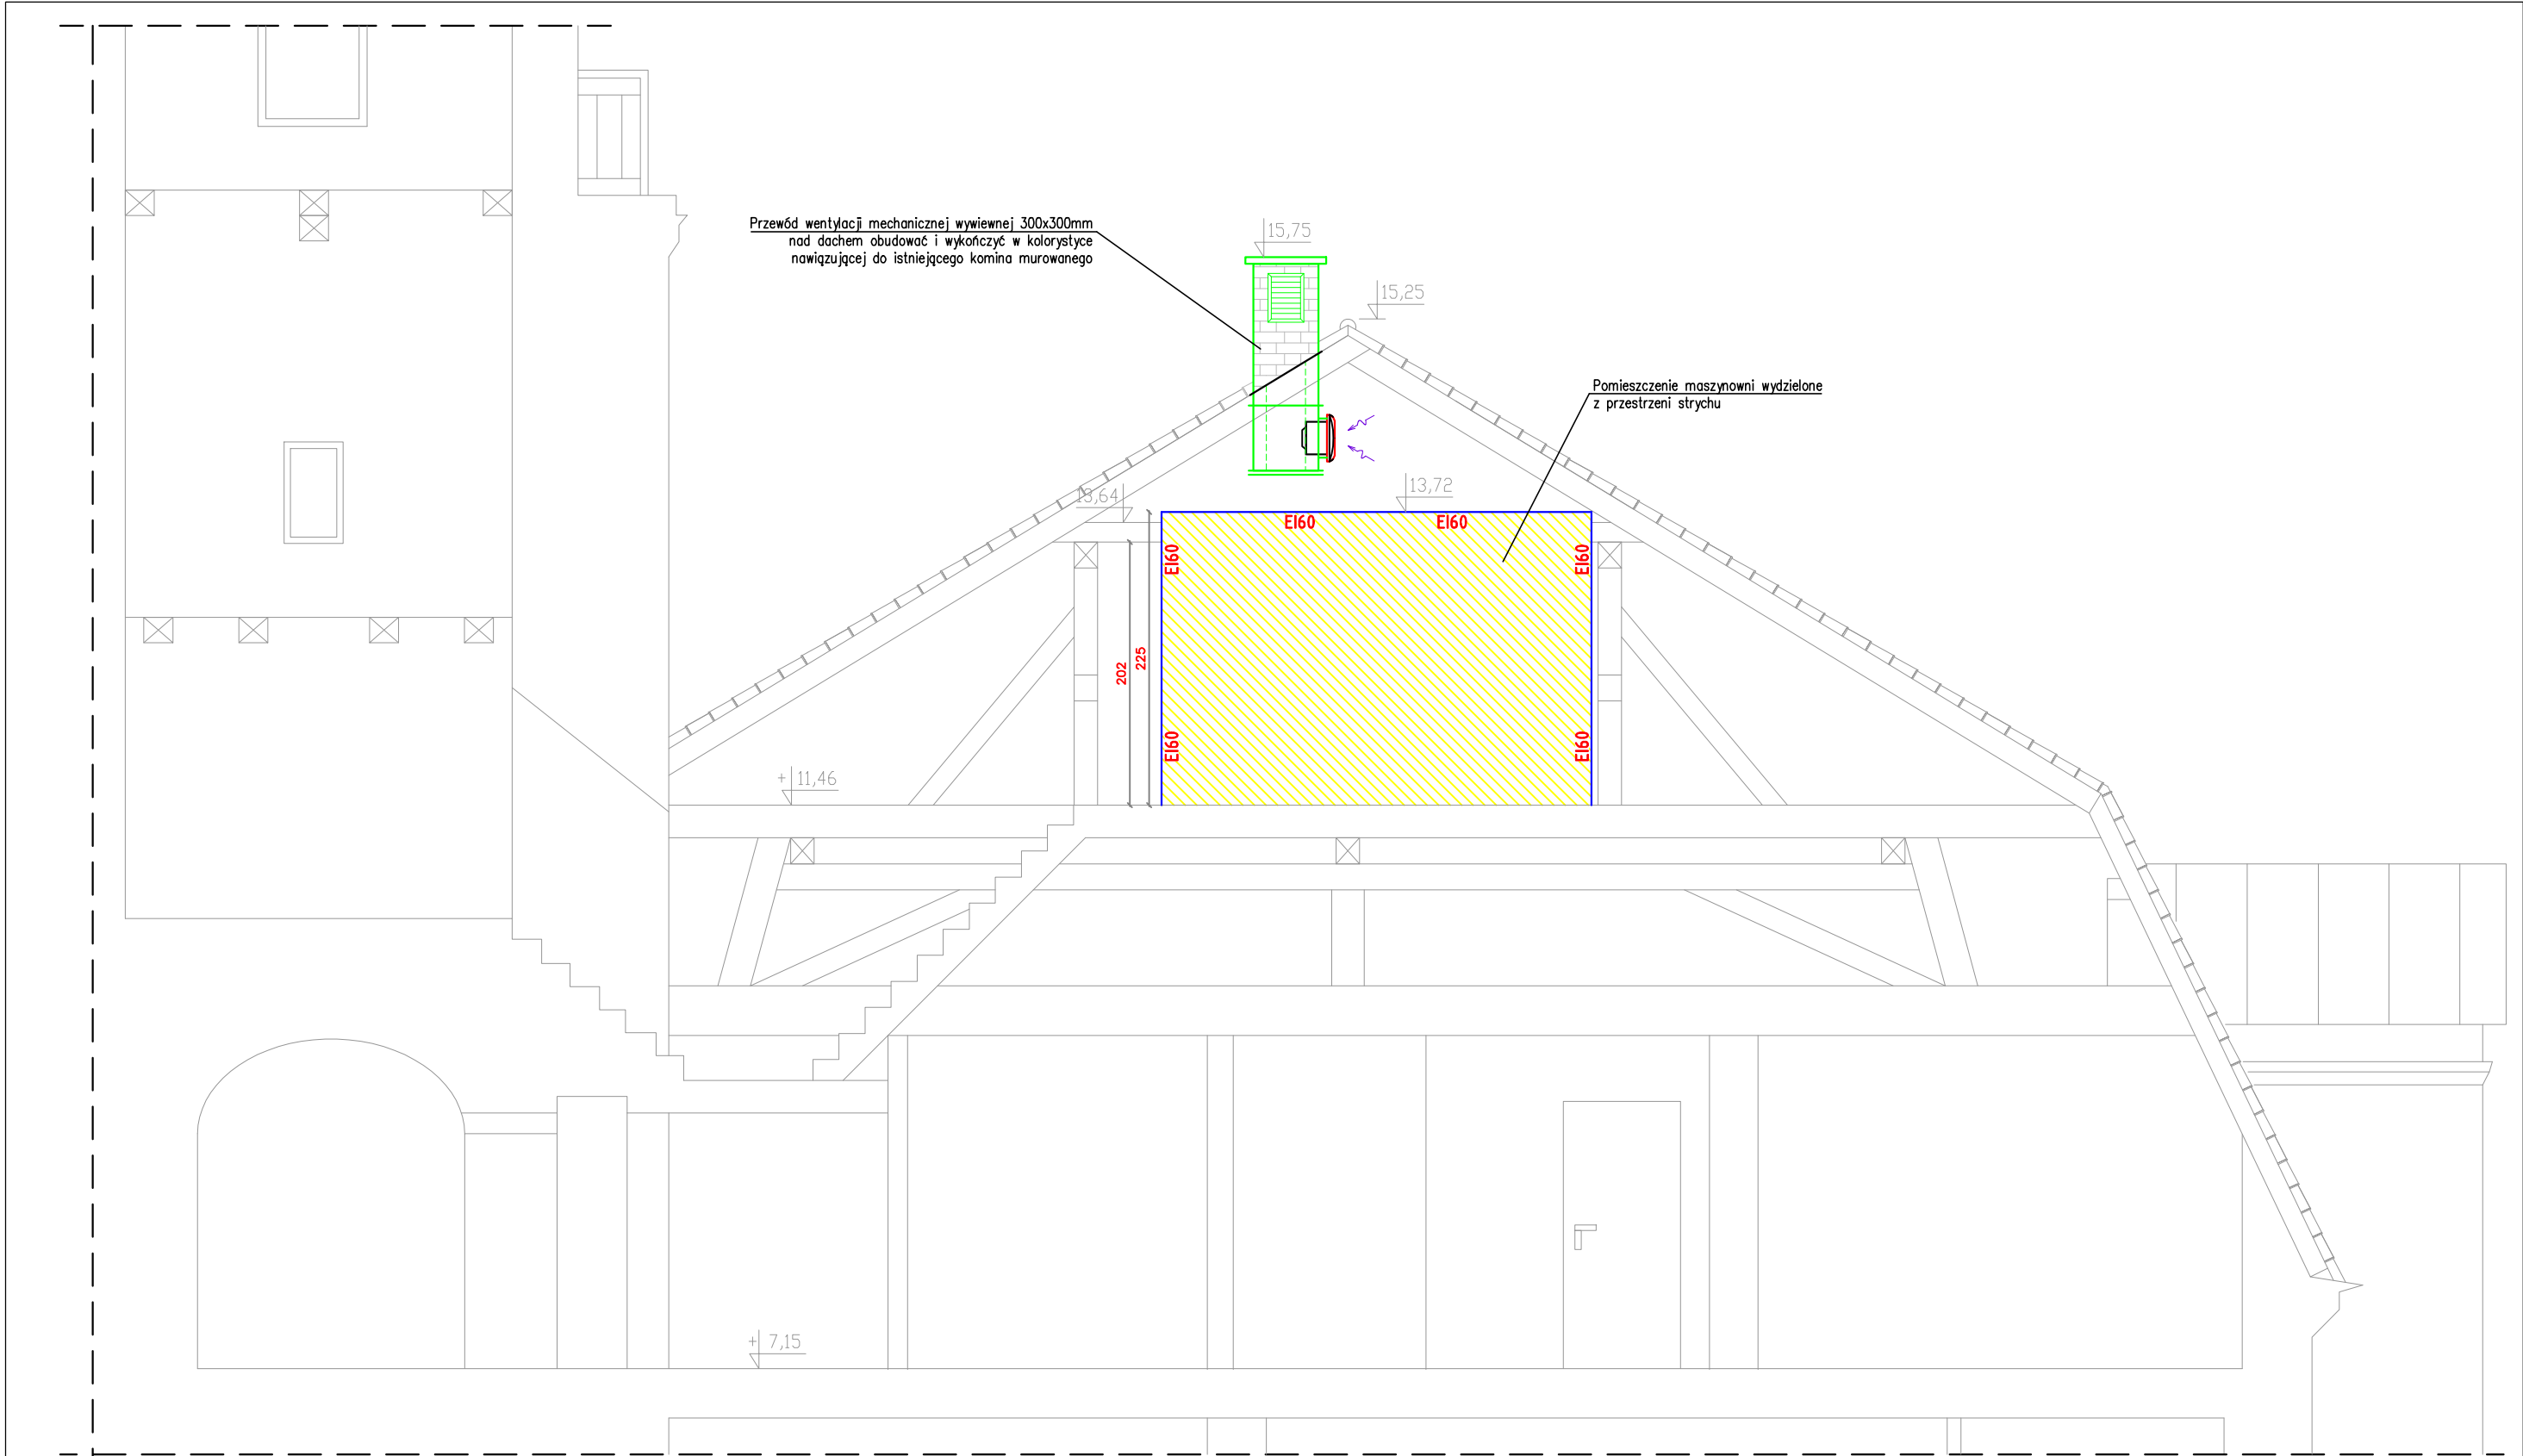 Przewód wentylacji mechanicznej wywiewnej 300x300mm
nad dachem obudować i wykończyć w kolorystyce
nawiązującej do istniejącego komina murowanego
15,75
15,25
Pomieszczenie maszynowni wydzielone
z przestrzeni strychu
13,64
13,72
EI60
EI60
EI60
EI60
202
225
EI60
EI60
+ 11,46
+ 7,15